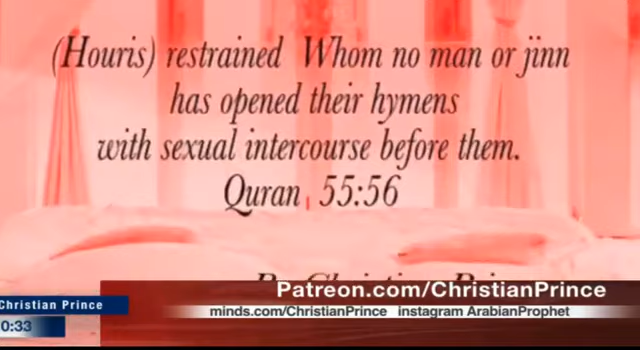 (Houris) restrained Whom no man or jinn
has opened their hymens
with sexual intercourse before them.
Quran 55:56
Patreon.com/ChristianPrince
Christian Prince
minds.com/ChristianPrince instagram ArabianProphet
0:33